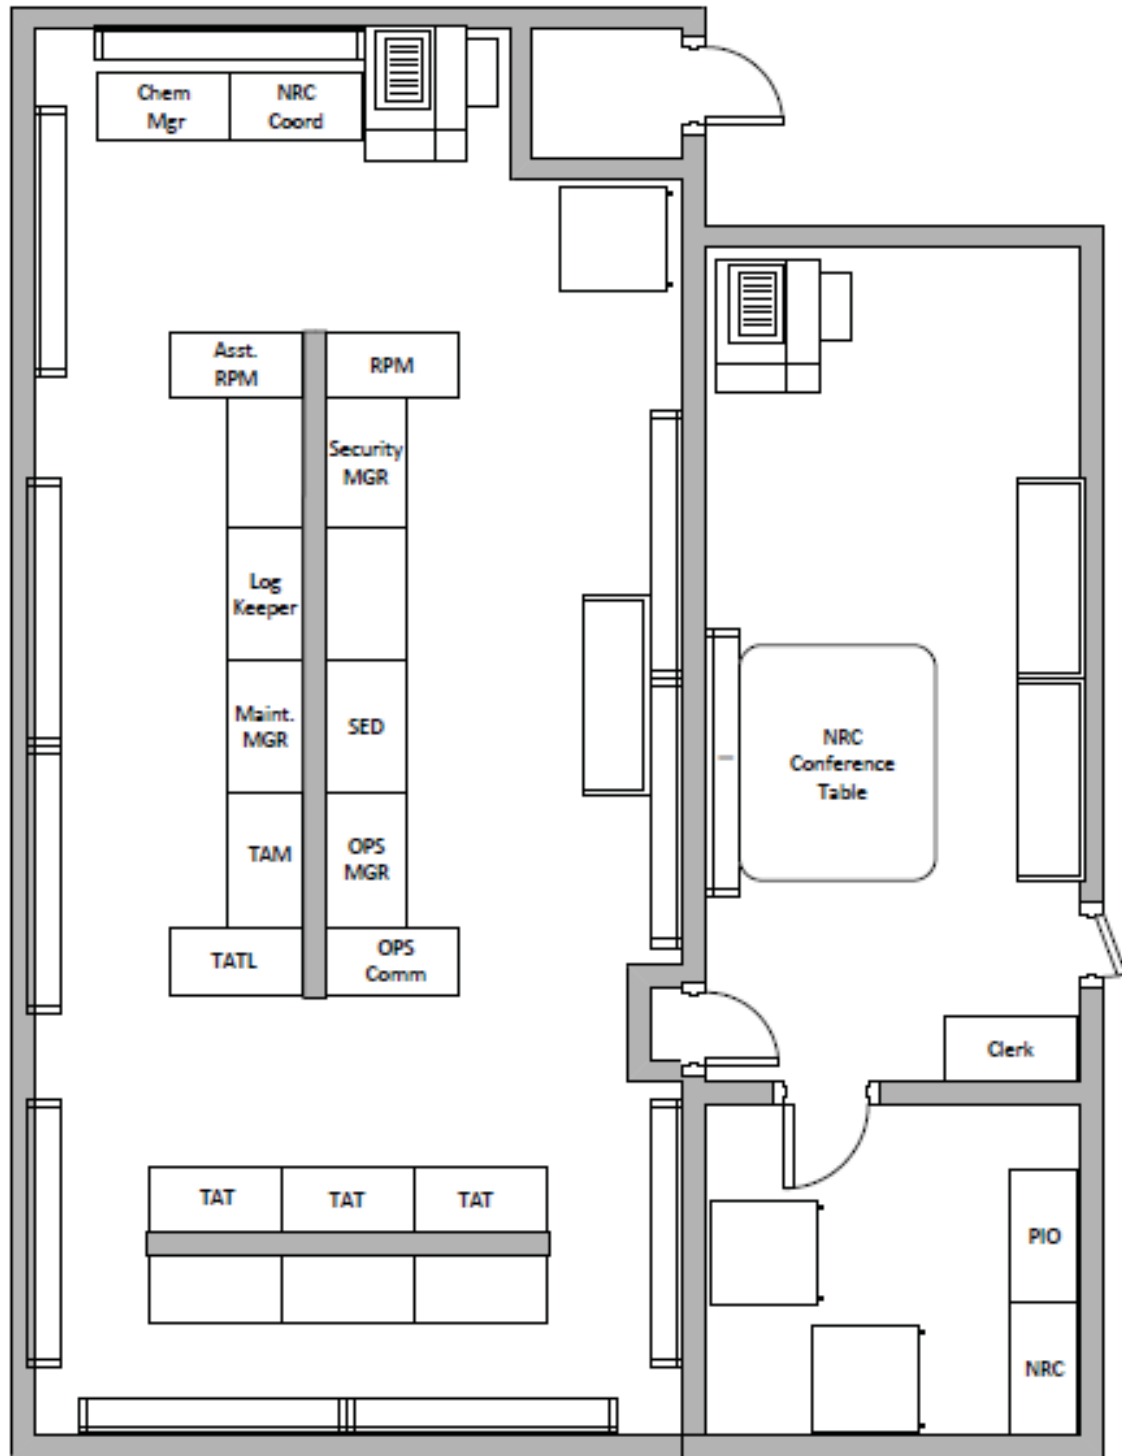 Chem
Mgr
NRC
Coord
Asst.
RPM
RPM
Security
MGR
Log
Keeper
Maint.
MGR
SED
TAM
OPS
MGR
TATL
OPS
Comm
NRC
Conference
Table
Clerk
TAT
TAT
TAT
PIO
NRC